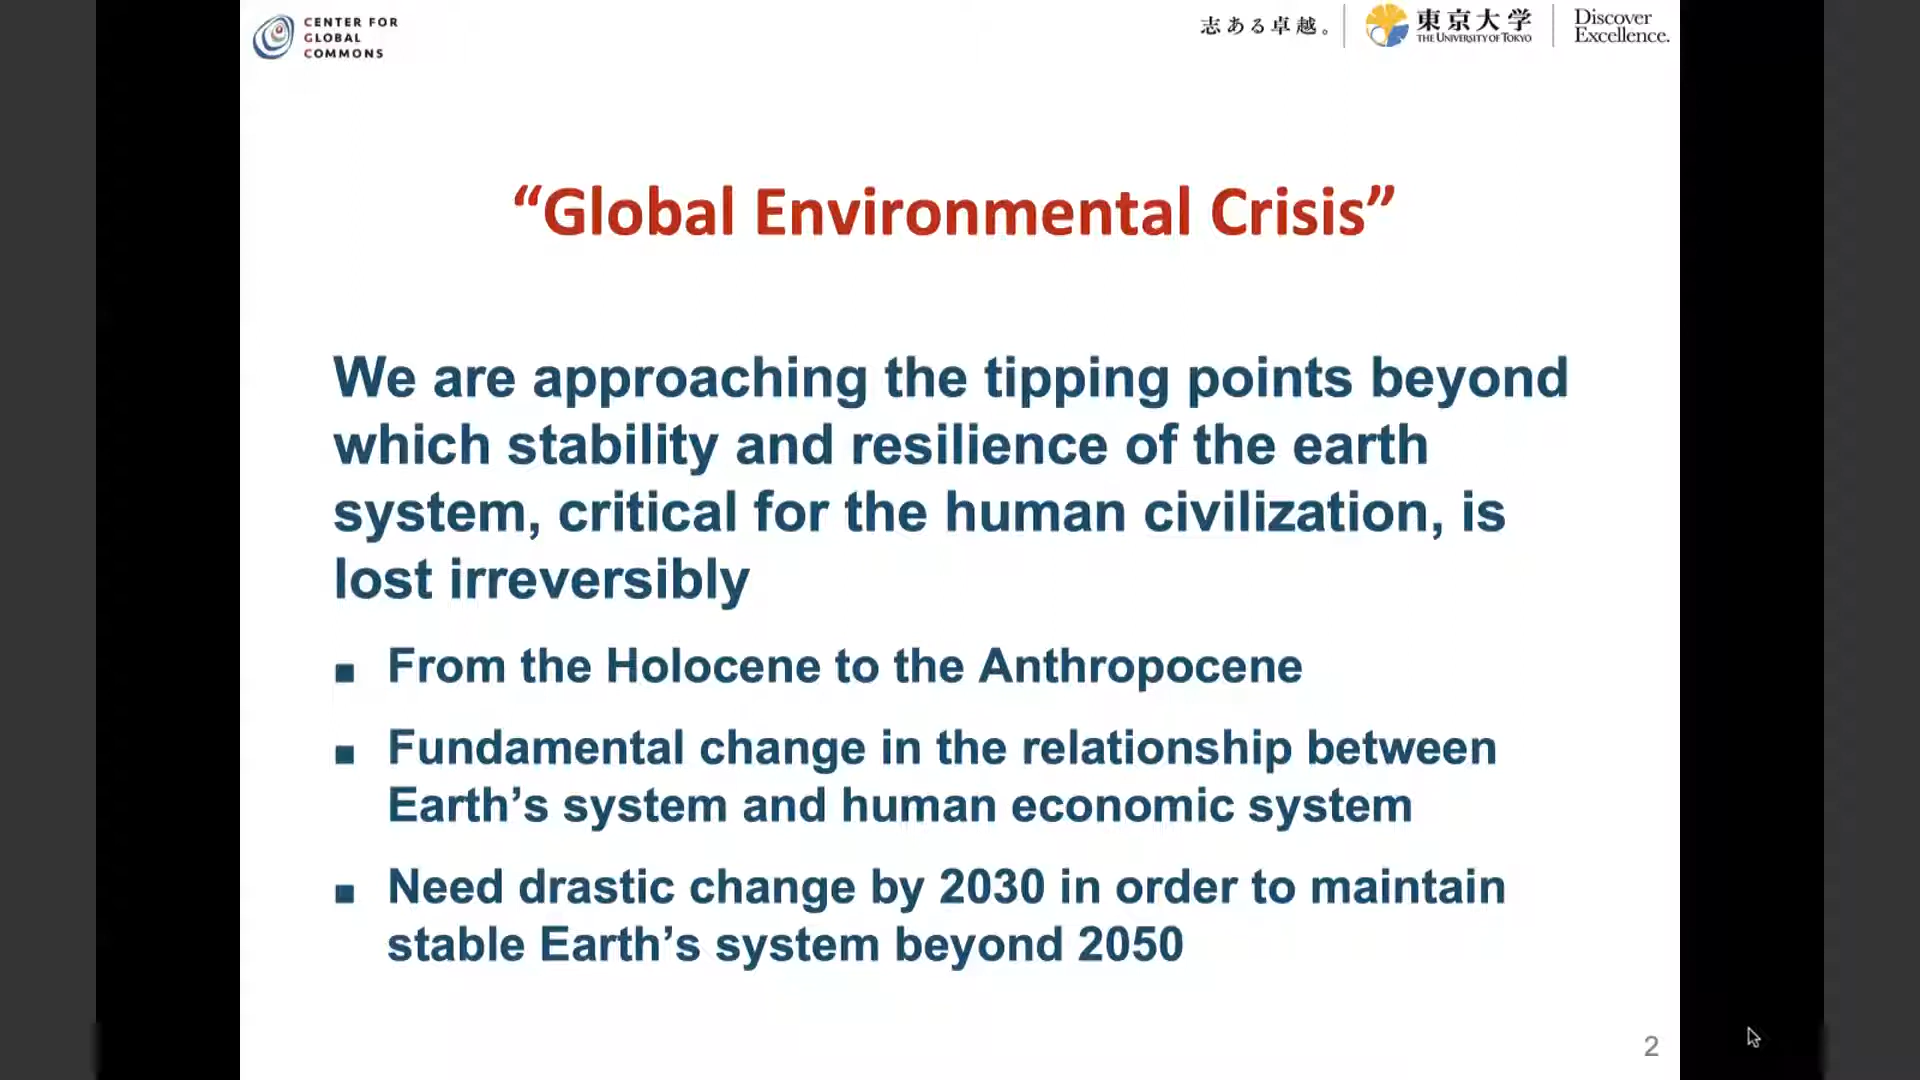 CENTER FOR
GLOBAL
COMMONS
志ある卓越。
東京大学
THE UNIVERSITY OF TOKYO
Discover
Excellence.
“Global Environmental Crisis”
We are approaching the tipping points beyond
which stability and resilience of the earth
system, critical for the human civilization, is
lost irreversibly
▪ From the Holocene to the Anthropocene
▪ Fundamental change in the relationship between
Earth’s system and human economic system
▪ Need drastic change by 2030 in order to maintain
stable Earth’s system beyond 2050
2